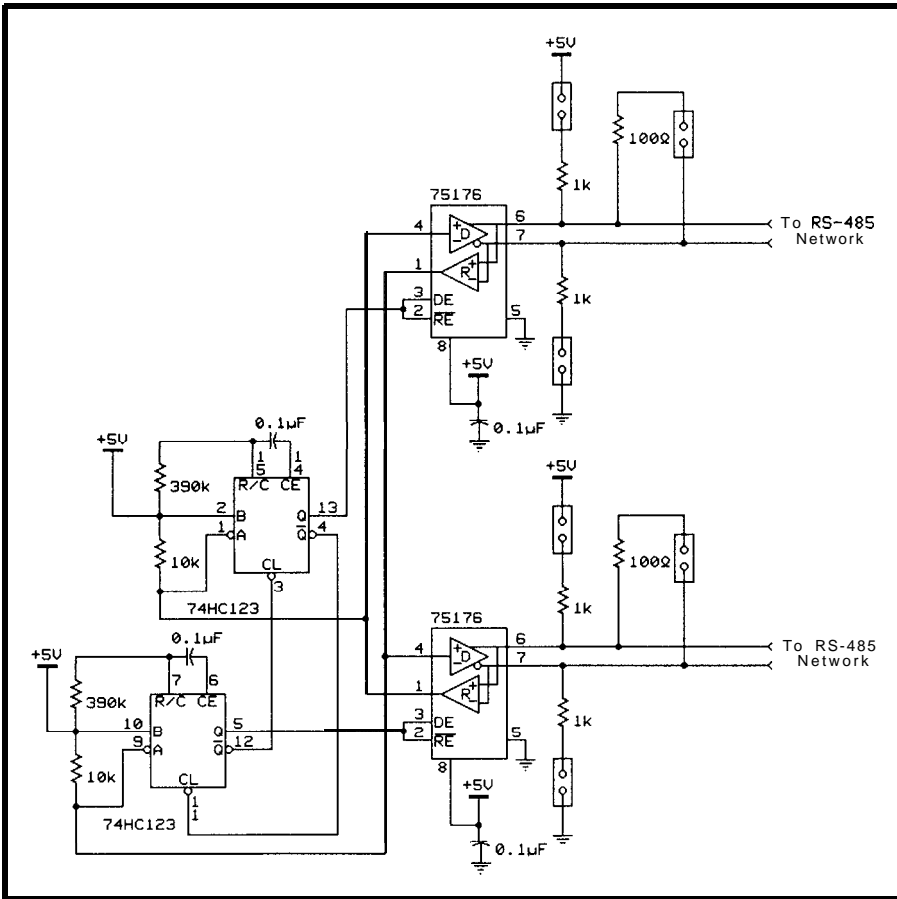 +5V
100Ω
1k
75176
4
6
To RS-485
+
D
-
7
Network
1
+
R
-
1k
3
DE
2
RE
5
8
+5V
0.1µF
0.1µF
+5V
1
5
1
4
390k
R/C CE
2
B
Q
13
1
A
Q
4
10k
CL
3
74HC123
+5V
100Ω
1k
75176
4
6
To RS-485
+
D
-
7
Network
1
+
R
-
1k
3
DE
2
RE
5
8
+5V
0.1µF
0.1µF
+5V
7
6
390k
R/C CE
10
B
Q
5
9
A
Q
12
10k
CL
1
1
74HC123